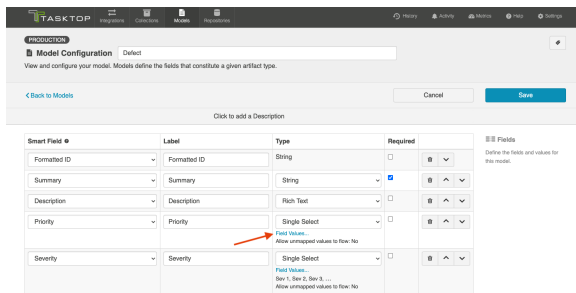 TASKTOP
Integrations Collections Models Repositories History Activity Metrics Help Settings
PRODUCTION
Model Configuration Defect
View and configure your model. Models define the fields that constitute a given artifact type.
Back to Models Cancel Save
Click to add a Description
Smart Field Label Type Required
Fields
Define the fields and values for
this model.
Formatted ID Formatted ID String
Summary Summary String
Description Description Rich Text
Priority Priority Single Select
Field Values...
Allow unmapped values to flow: No
Severity Severity Single Select
Field Values...
Sev 1, Sev 2, Sev 3, ...
Allow unmapped values to flow: No